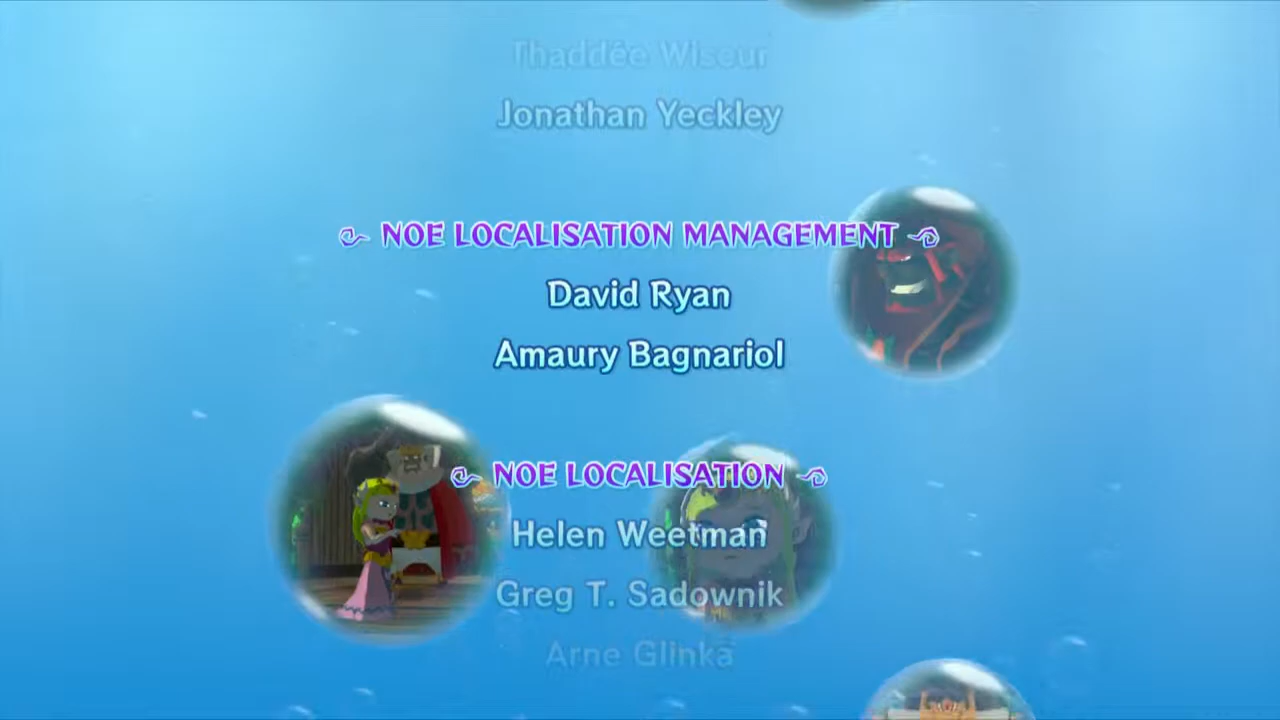 Thaddée Wiseur
Jonathan Yeckley
NOE LOCALISATION MANAGEMENT
David Ryan
Amaury Bagnariol
NOE LOCALISATION
Helen Weetman
Greg T. Sadownik
Arne Glinka